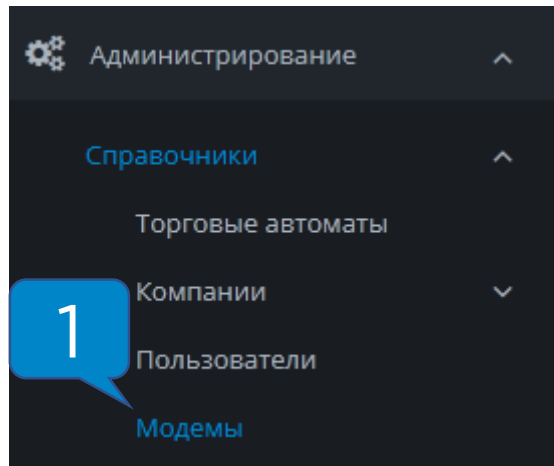 Администрирование
Справочники
Торговые автоматы
Компании
1
Пользователи
Модемы